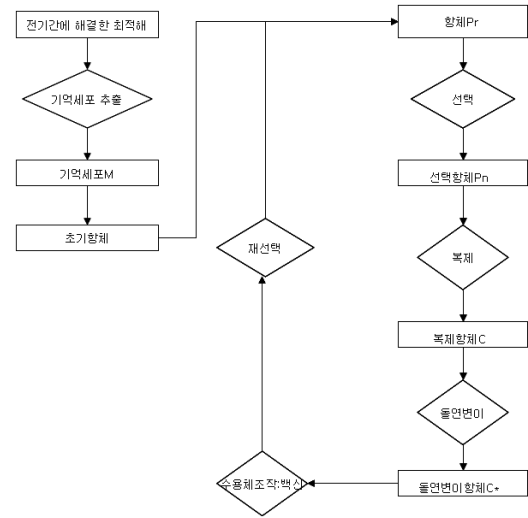 전기간에 해결한 최적해
기억세포 추출
기억세포M
초기항체
항체Pr
선택
선택항체Pn
복제
복제항체C
돌연변이
돌연변이항체C*
수용체조작:백신
재선택